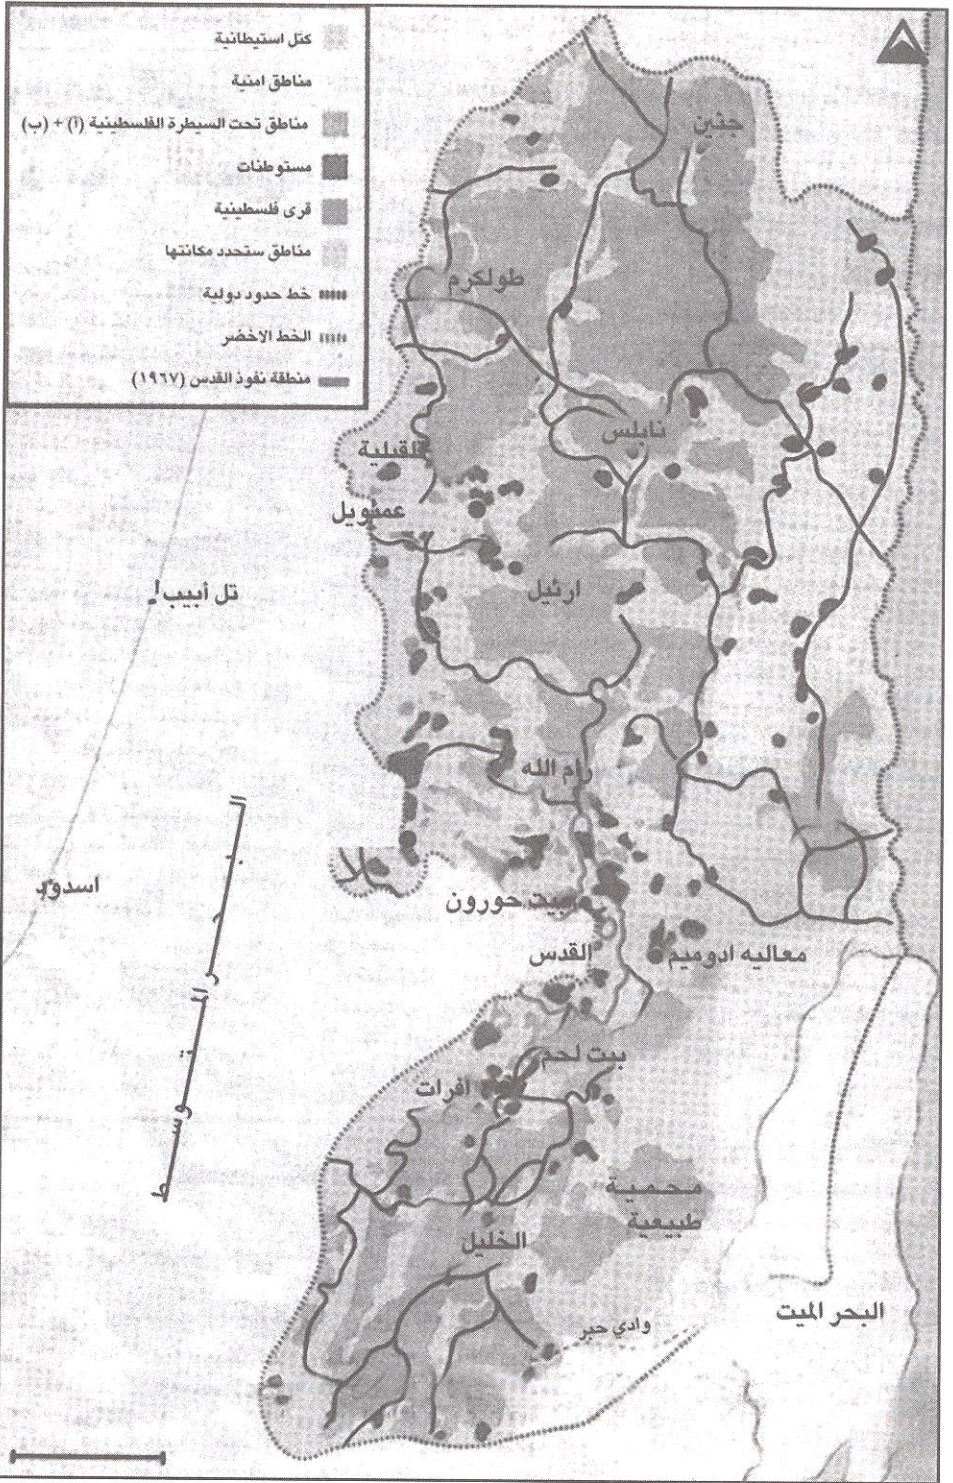 كتل استيطانية
مناطق امنية
مناطق تحت السيطرة الفلسطينية (أ) + (ب)
مستوطنات
قرى فلسطينية
مناطق ستحدد مكانتها
خط حدود دولية
الخط الاخضر
منطقة نفوذ القدس (١٩٦٧)
جنين
طولكرم
نابلس
قلقيلية
عمنويل
ارئيل
تل أبيب
رام الله
اسدود
بيت حورون
القدس
معاليه ادوميم
البحر المتوسط
بيت لحم
افرات
محمية
طبيعية
الخليل
البحر الميت
وادي حبر